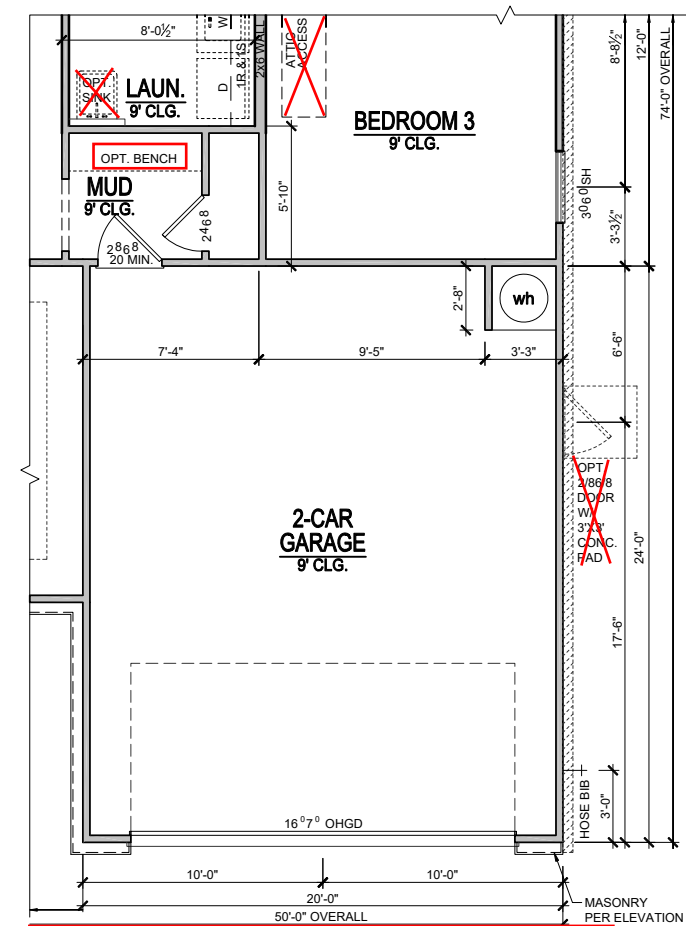 8'-0½"
W
D
1R & 1S
2x6 WALL
ATTIC
ACCESS
8'-8½"
12'-0"
74'-0" OVERALL
OPT
SINK
LAUN.
9' CLG.
BEDROOM 3
9' CLG.
OPT. BENCH
MUD
9' CLG.
2468
5'-10"
3060 SH
3'-3½"
2868
20 MIN.
2'-8"
wh
7'-4"
9'-5"
3'-3"
6'-6"
OPT
2/86/8
DOOR
W/
3'X3'
CONC.
PAD
2-CAR
GARAGE
9' CLG.
24'-0"
17'-6"
HOSE BIB
3'-0"
16⁰7⁰ OHGD
10'-0"
10'-0"
20'-0"
50'-0" OVERALL
MASONRY
PER ELEVATION